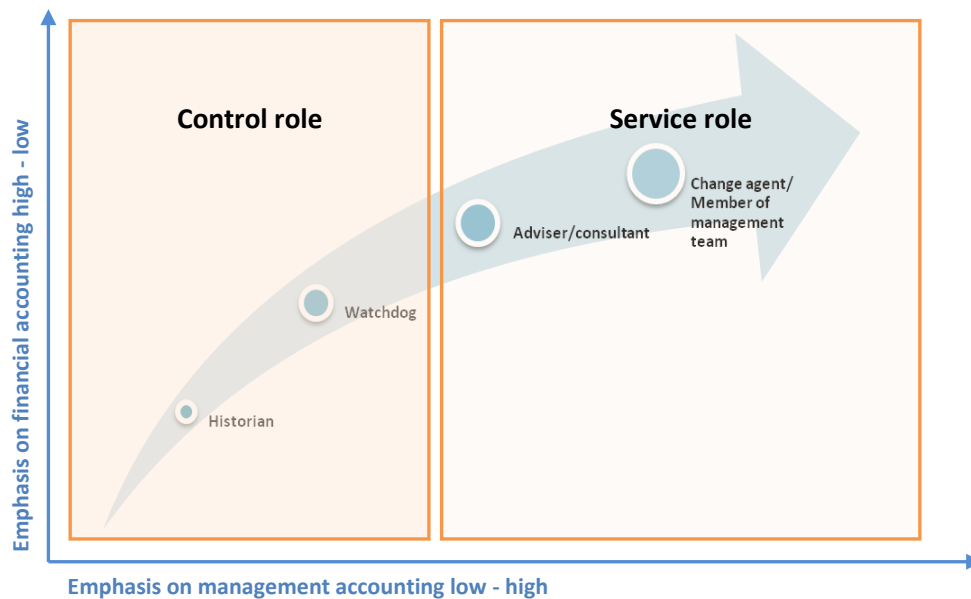 Control role
Service role
Change agent/
Member of
management
team
Adviser/consultant
Watchdog
Historian
Emphasis on financial accounting high - low
Emphasis on management accounting low - high